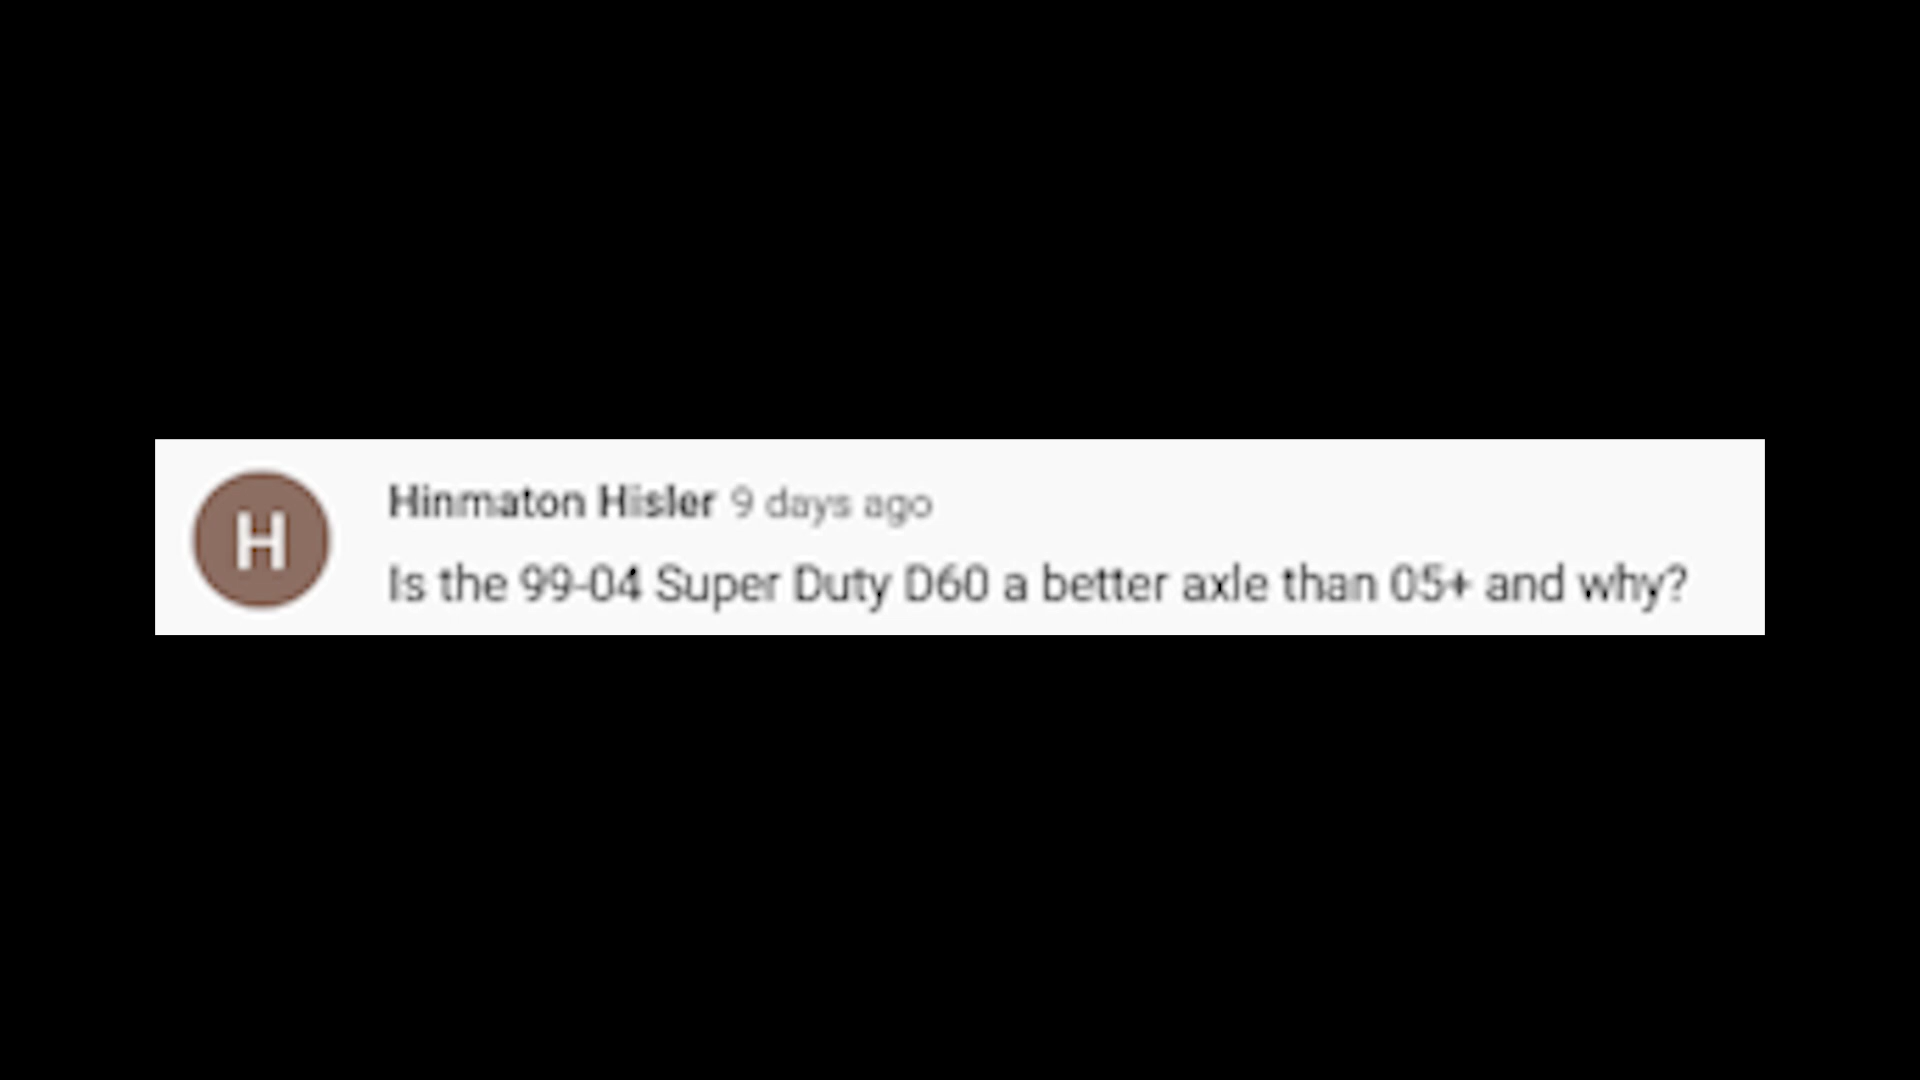 H
Hinmaton Hisler 9 days ago
Is the 99-04 Super Duty D60 a better axle than 05+ and why?